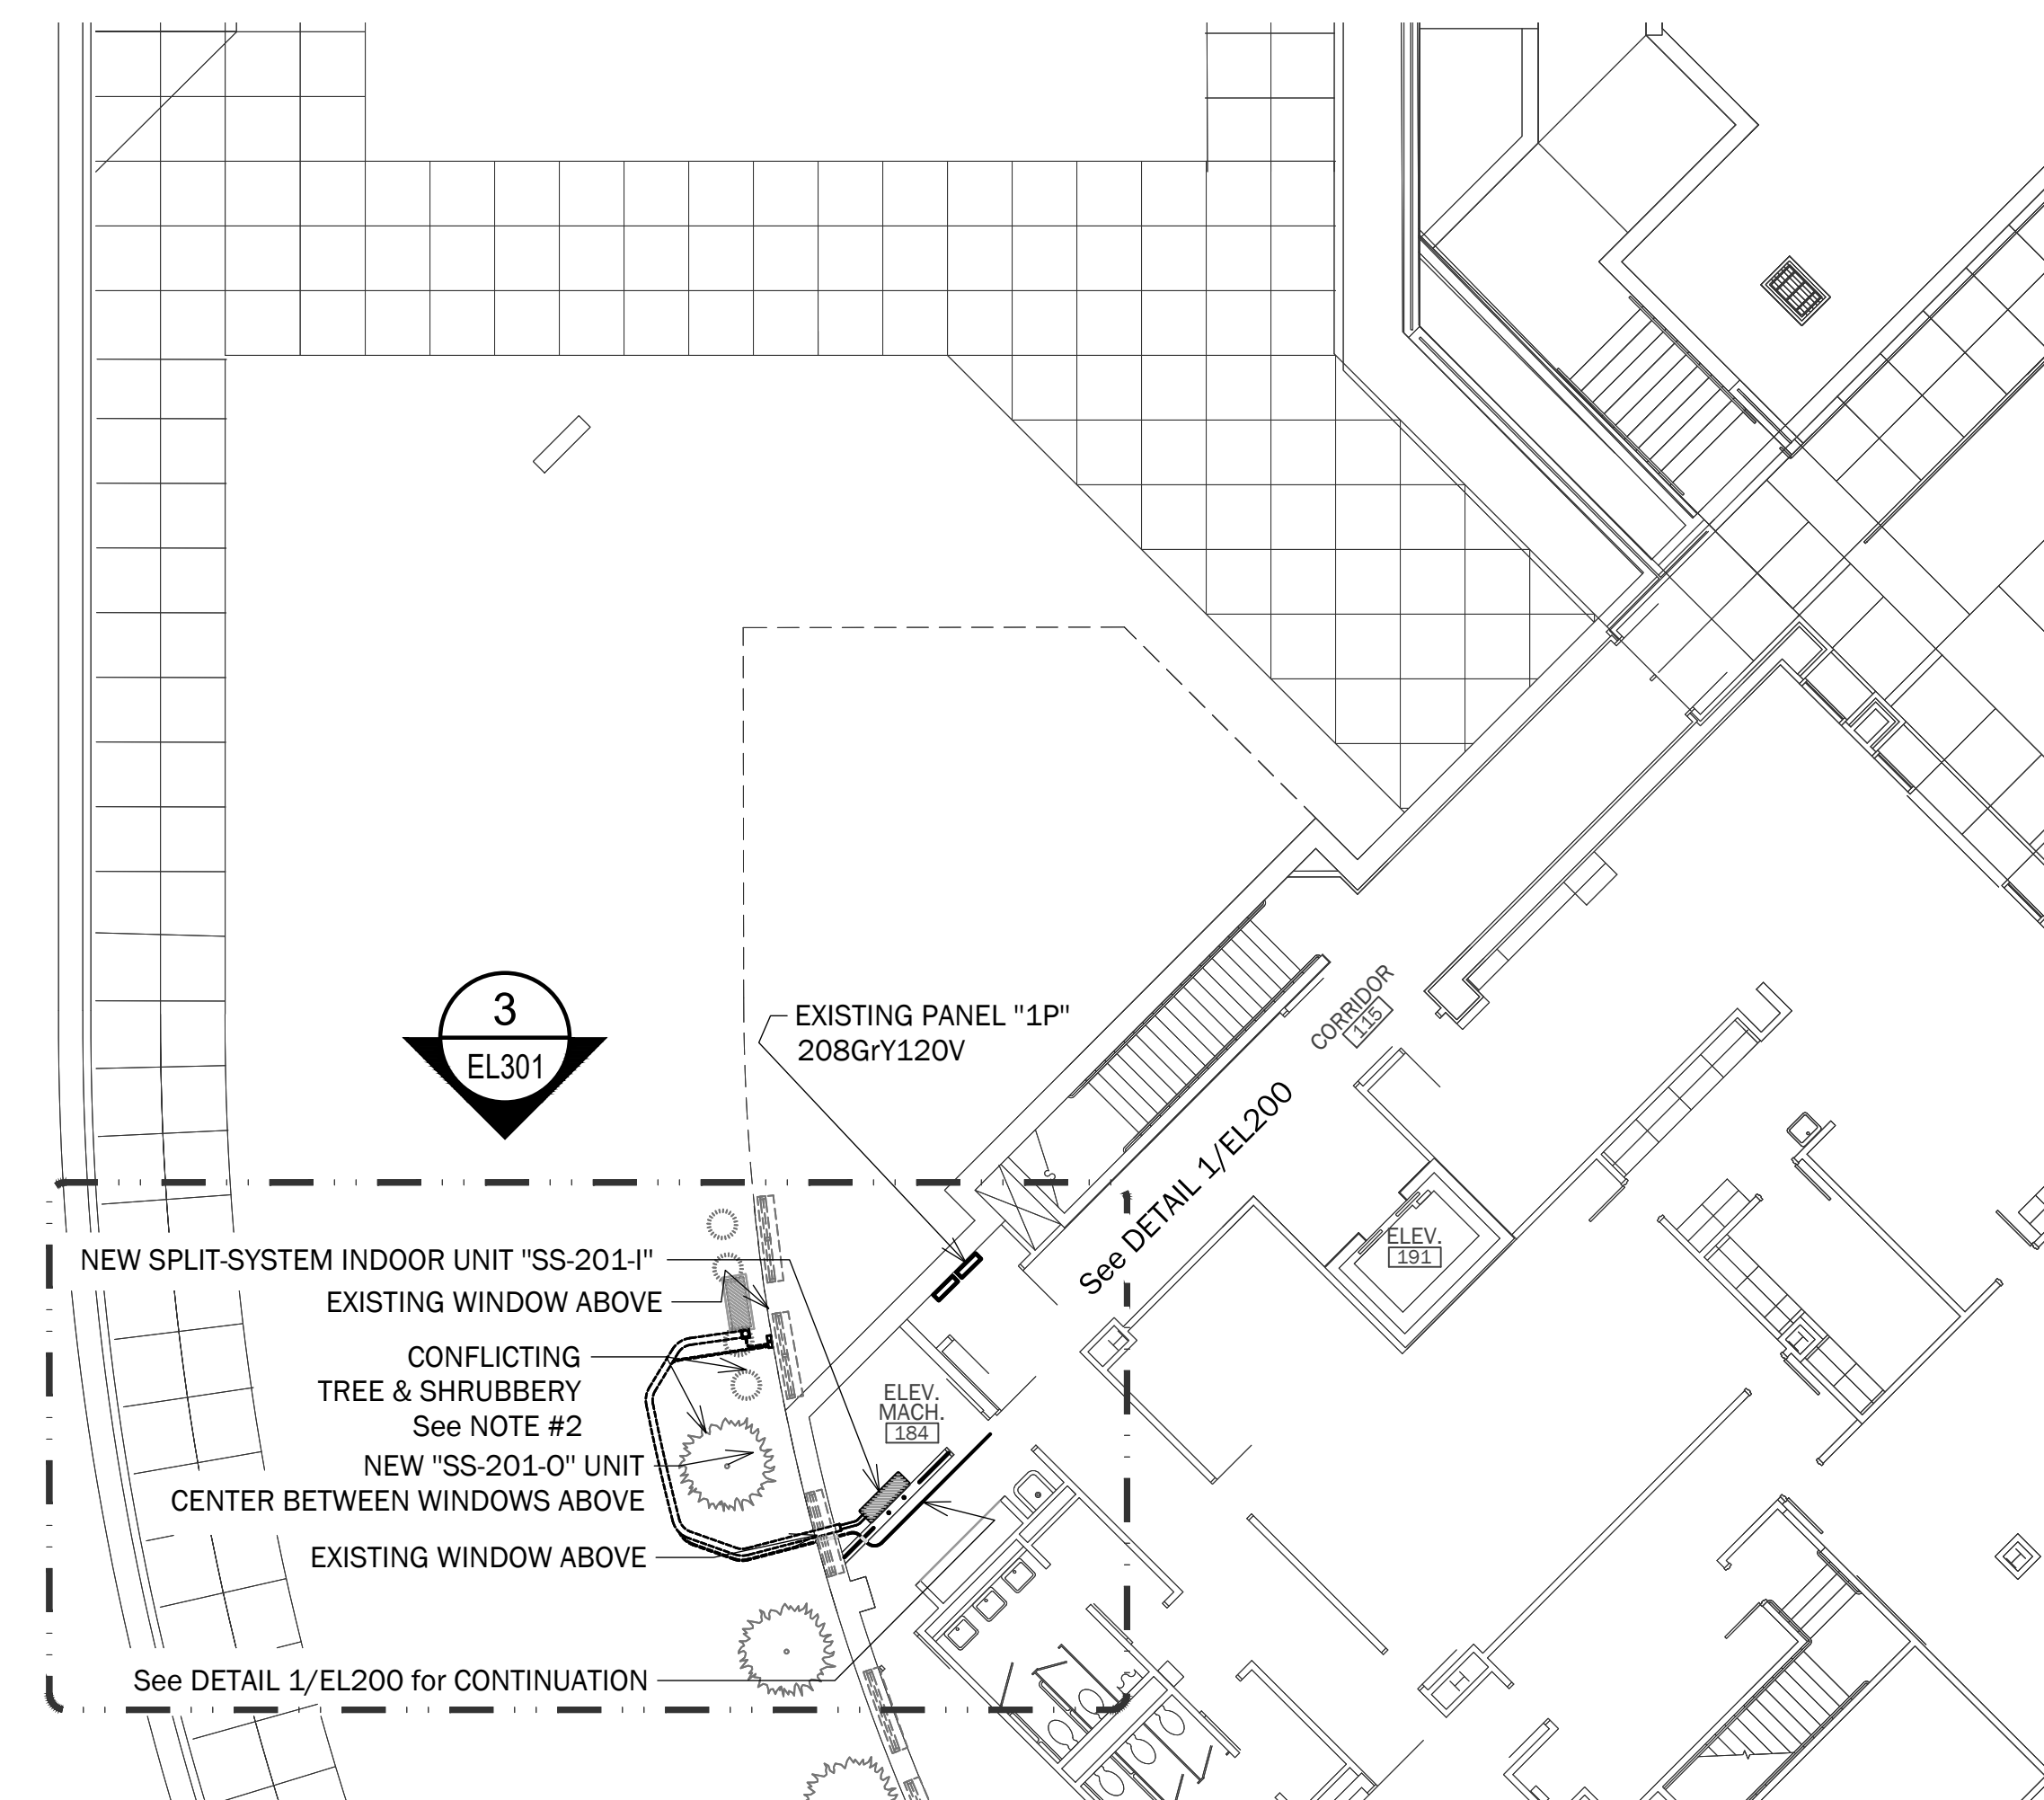 3
EL301
EXISTING PANEL "1P"
208GrY120V
CORRIDOR
115
See DETAIL 1/EL200
ELEV.
191
NEW SPLIT-SYSTEM INDOOR UNIT "SS-201-I"
EXISTING WINDOW ABOVE
CONFLICTING
TREE & SHRUBBERY
See NOTE #2
NEW "SS-201-O" UNIT
CENTER BETWEEN WINDOWS ABOVE
EXISTING WINDOW ABOVE
ELEV.
MACH.
184
See DETAIL 1/EL200 for CONTINUATION